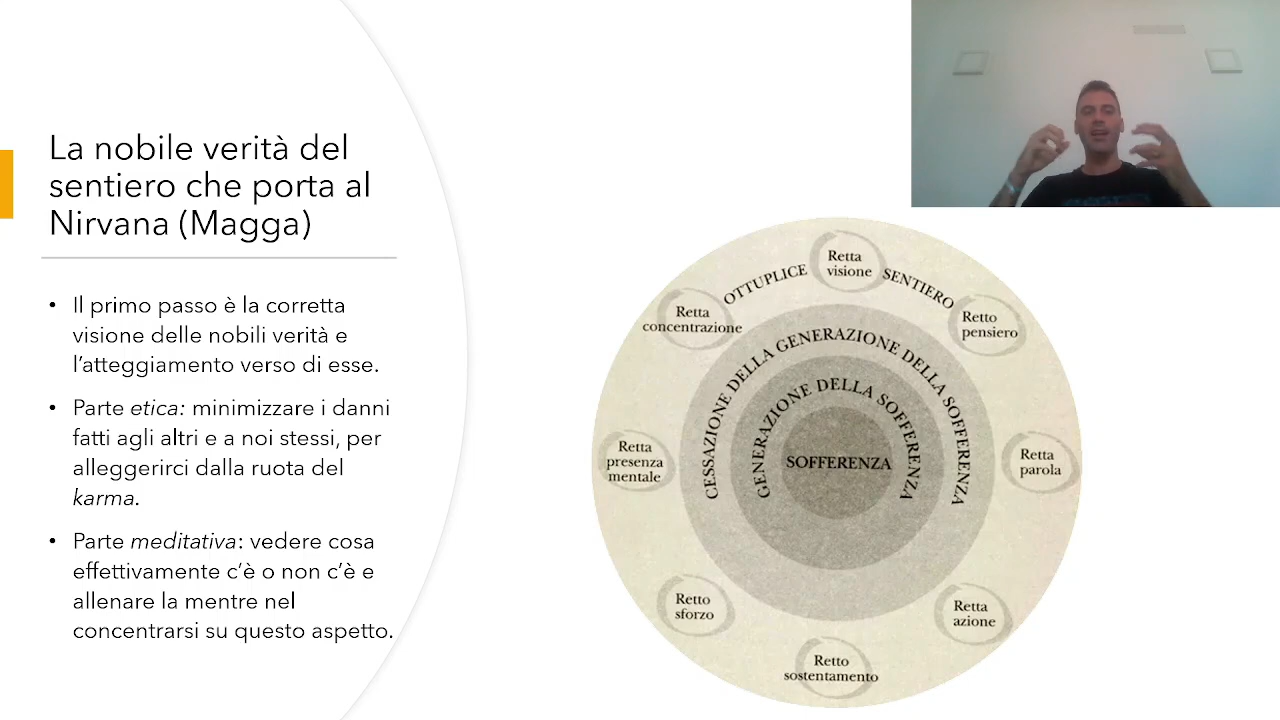 La nobile verità del
sentiero che porta al
Nirvana (Magga)
• Il primo passo è la corretta
visione delle nobili verità e
l'atteggiamento verso di esse.
• Parte etica: minimizzare i danni
fatti agli altri e a noi stessi, per
alleggerirci dalla ruota del
karma.
• Parte meditativa: vedere cosa
effettivamente c'è o non c'è e
allenare la mentre nel
concentrarsi su questo aspetto.
OTTUPLICE SENTIERO
Retta
visione
Retto
pensiero
Retta
parola
Retta
azione
Retto
sostentamento
Retto
sforzo
Retta
presenza
mentale
Retta
concentrazione
CESSAZIONE DELLA GENERAZIONE DELLA SOFFERENZA
GENERAZIONE DELLA SOFFERENZA
SOFFERENZA